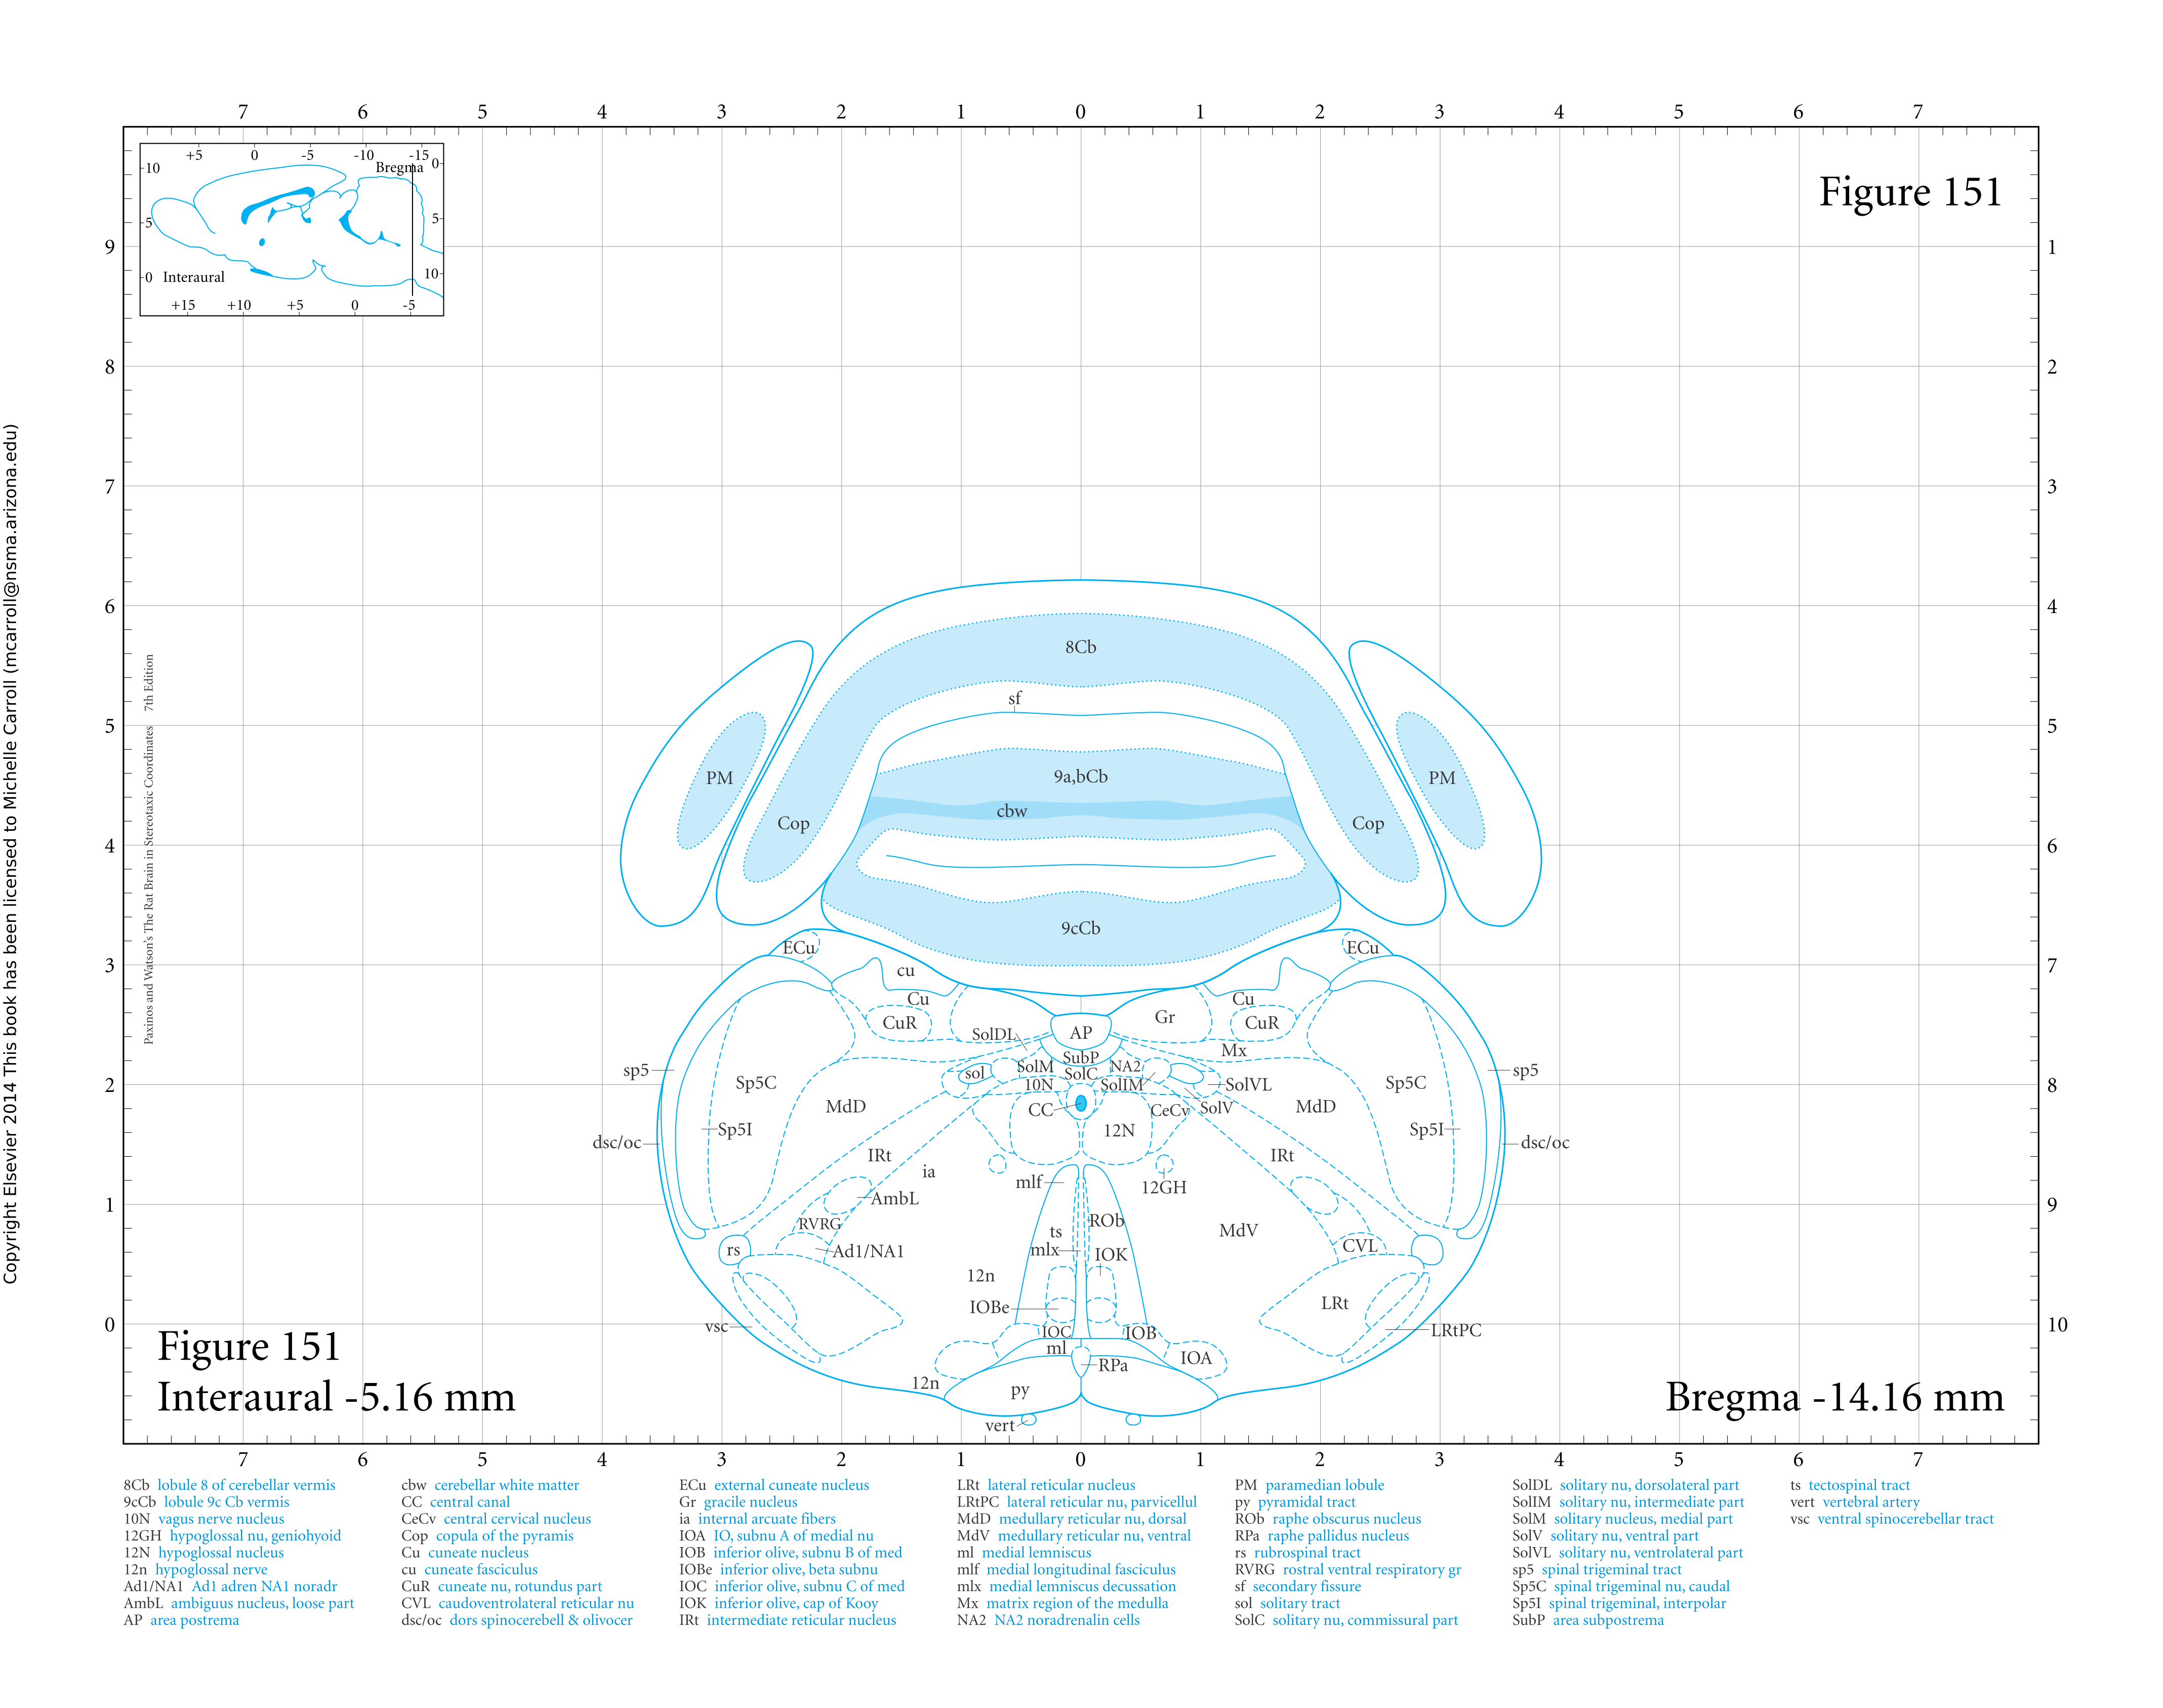 7 6 5 4 3 2 1 0 1 2 3 4 5 6 7
+5 0 -5 -10 -15
Bregma 0
10
5 5
0 Interaural 10
+15 +10 +5 0 -5
Figure 151
9 1
8 2
7 3
6 4
5 5
4 6
3 7
2 8
1 9
0 10
Copyright Elsevier 2014 This book has been licensed to Michelle Carroll (mcarroll@nsma.arizona.edu)
Paxinos and Watson's The Rat Brain in Stereotaxic Coordinates 7th Edition
8Cb
sf
PM 9a,bCb PM
cbw
Cop Cop
9cCb
ECu ECu
cu
Cu Cu
CuR Gr CuR
SolDL AP
Mx
SubP
SolM NA2
sp5 sol SolC sp5
Sp5C 10N SolIM SolVL Sp5C
MdD CC CeCv SolV MdD
Sp5I 12N Sp5I
dsc/oc dsc/oc
IRt IRt
ia
mlf 12GH
AmbL
RVRG ROb
ts MdV
rs Ad1/NA1 mlx IOK CVL
12n
IOBe LRt
vsc IOC IOB LRtPC
ml
RPa IOA
12n py
vert
Figure 151
Interaural -5.16 mm
Bregma -14.16 mm
7 6 5 4 3 2 1 0 1 2 3 4 5 6 7
8Cb lobule 8 of cerebellar vermis
9cCb lobule 9c Cb vermis
10N vagus nerve nucleus
12GH hypoglossal nu, geniohyoid
12N hypoglossal nucleus
12n hypoglossal nerve
Ad1/NA1 Ad1 adren NA1 noradr
AmbL ambiguus nucleus, loose part
AP area postrema
cbw cerebellar white matter
CC central canal
CeCv central cervical nucleus
Cop copula of the pyramis
Cu cuneate nucleus
cu cuneate fasciculus
CuR cuneate nu, rotundus part
CVL caudoventrolateral reticular nu
dsc/oc dors spinocerebell & olivocer
ECu external cuneate nucleus
Gr gracile nucleus
ia internal arcuate fibers
IOA IO, subnu A of medial nu
IOB inferior olive, subnu B of med
IOBe inferior olive, beta subnu
IOC inferior olive, subnu C of med
IOK inferior olive, cap of Kooy
IRt intermediate reticular nucleus
LRt lateral reticular nucleus
LRtPC lateral reticular nu, parvicellul
MdD medullary reticular nu, dorsal
MdV medullary reticular nu, ventral
ml medial lemniscus
mlf medial longitudinal fasciculus
mlx medial lemniscus decussation
Mx matrix region of the medulla
NA2 NA2 noradrenalin cells
PM paramedian lobule
py pyramidal tract
ROb raphe obscurus nucleus
RPa raphe pallidus nucleus
rs rubrospinal tract
RVRG rostral ventral respiratory gr
sf secondary fissure
sol solitary tract
SolC solitary nu, commissural part
SolDL solitary nu, dorsolateral part
SolIM solitary nu, intermediate part
SolM solitary nucleus, medial part
SolV solitary nu, ventral part
SolVL solitary nu, ventrolateral part
sp5 spinal trigeminal tract
Sp5C spinal trigeminal nu, caudal
Sp5I spinal trigeminal, interpolar
SubP area subpostrema
ts tectospinal tract
vert vertebral artery
vsc ventral spinocerebellar tract